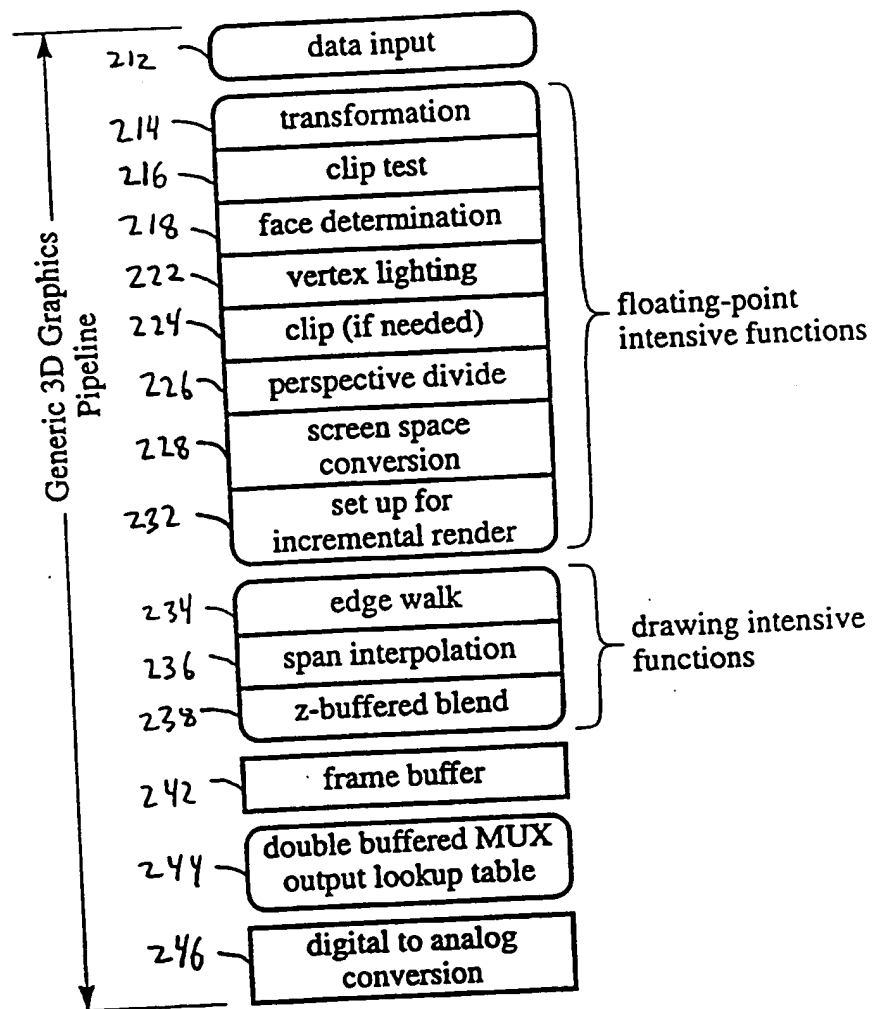 212
data input
214
transformation
216
clip test
218
face determination
222
vertex lighting
224
clip (if needed)
226
perspective divide
228
screen space
conversion
232
set up for
incremental render
floating-point
intensive functions
234
edge walk
236
span interpolation
238
z-buffered blend
drawing intensive
functions
242
frame buffer
244
double buffered MUX
output lookup table
246
digital to analog
conversion
Generic 3D Graphics
Pipeline